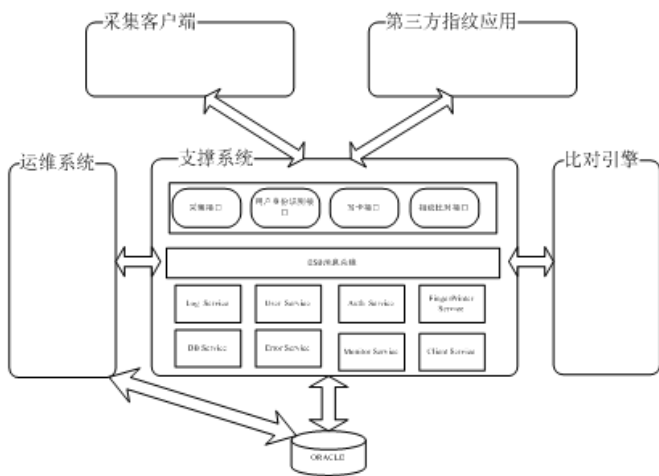 采集客户端
第三方指纹应用
运维系统
支撑系统
比对引擎
采集接口
用户身份识别接
口
写卡接口
指纹比对接口
ESB消息总线
Log Service
User Service
Auth Service
FingerPrinter
Service
DB Service
Error Service
Monitor Service
Client Service
ORACLE